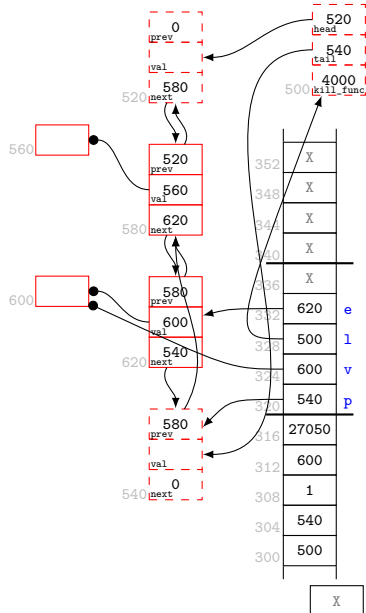 0
prev
val
580
next
520
520
head
540
tail
4000
kill_func
500
560
520
prev
560
val
620
next
580
600
580
prev
600
val
540
next
620
580
prev
val
0
next
540
X
352
X
348
X
344
X
340
X
336
620
332
e
500
328
l
600
324
v
540
320
p
27050
316
600
312
1
308
540
304
500
300
X